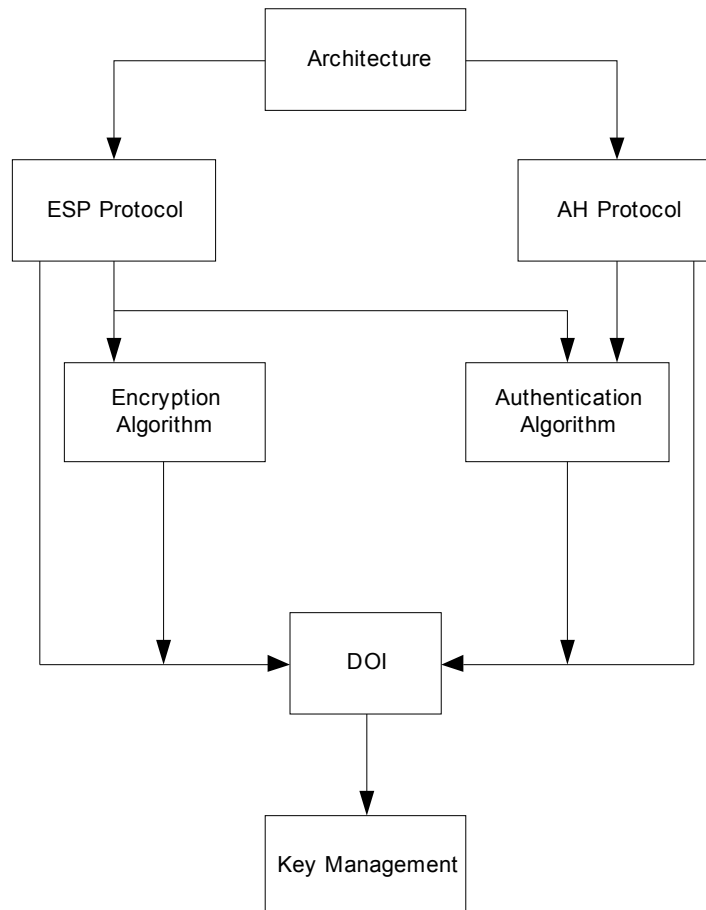 Architecture
ESP Protocol
AH Protocol
Encryption
Algorithm
Authentication
Algorithm
DOI
Key Management